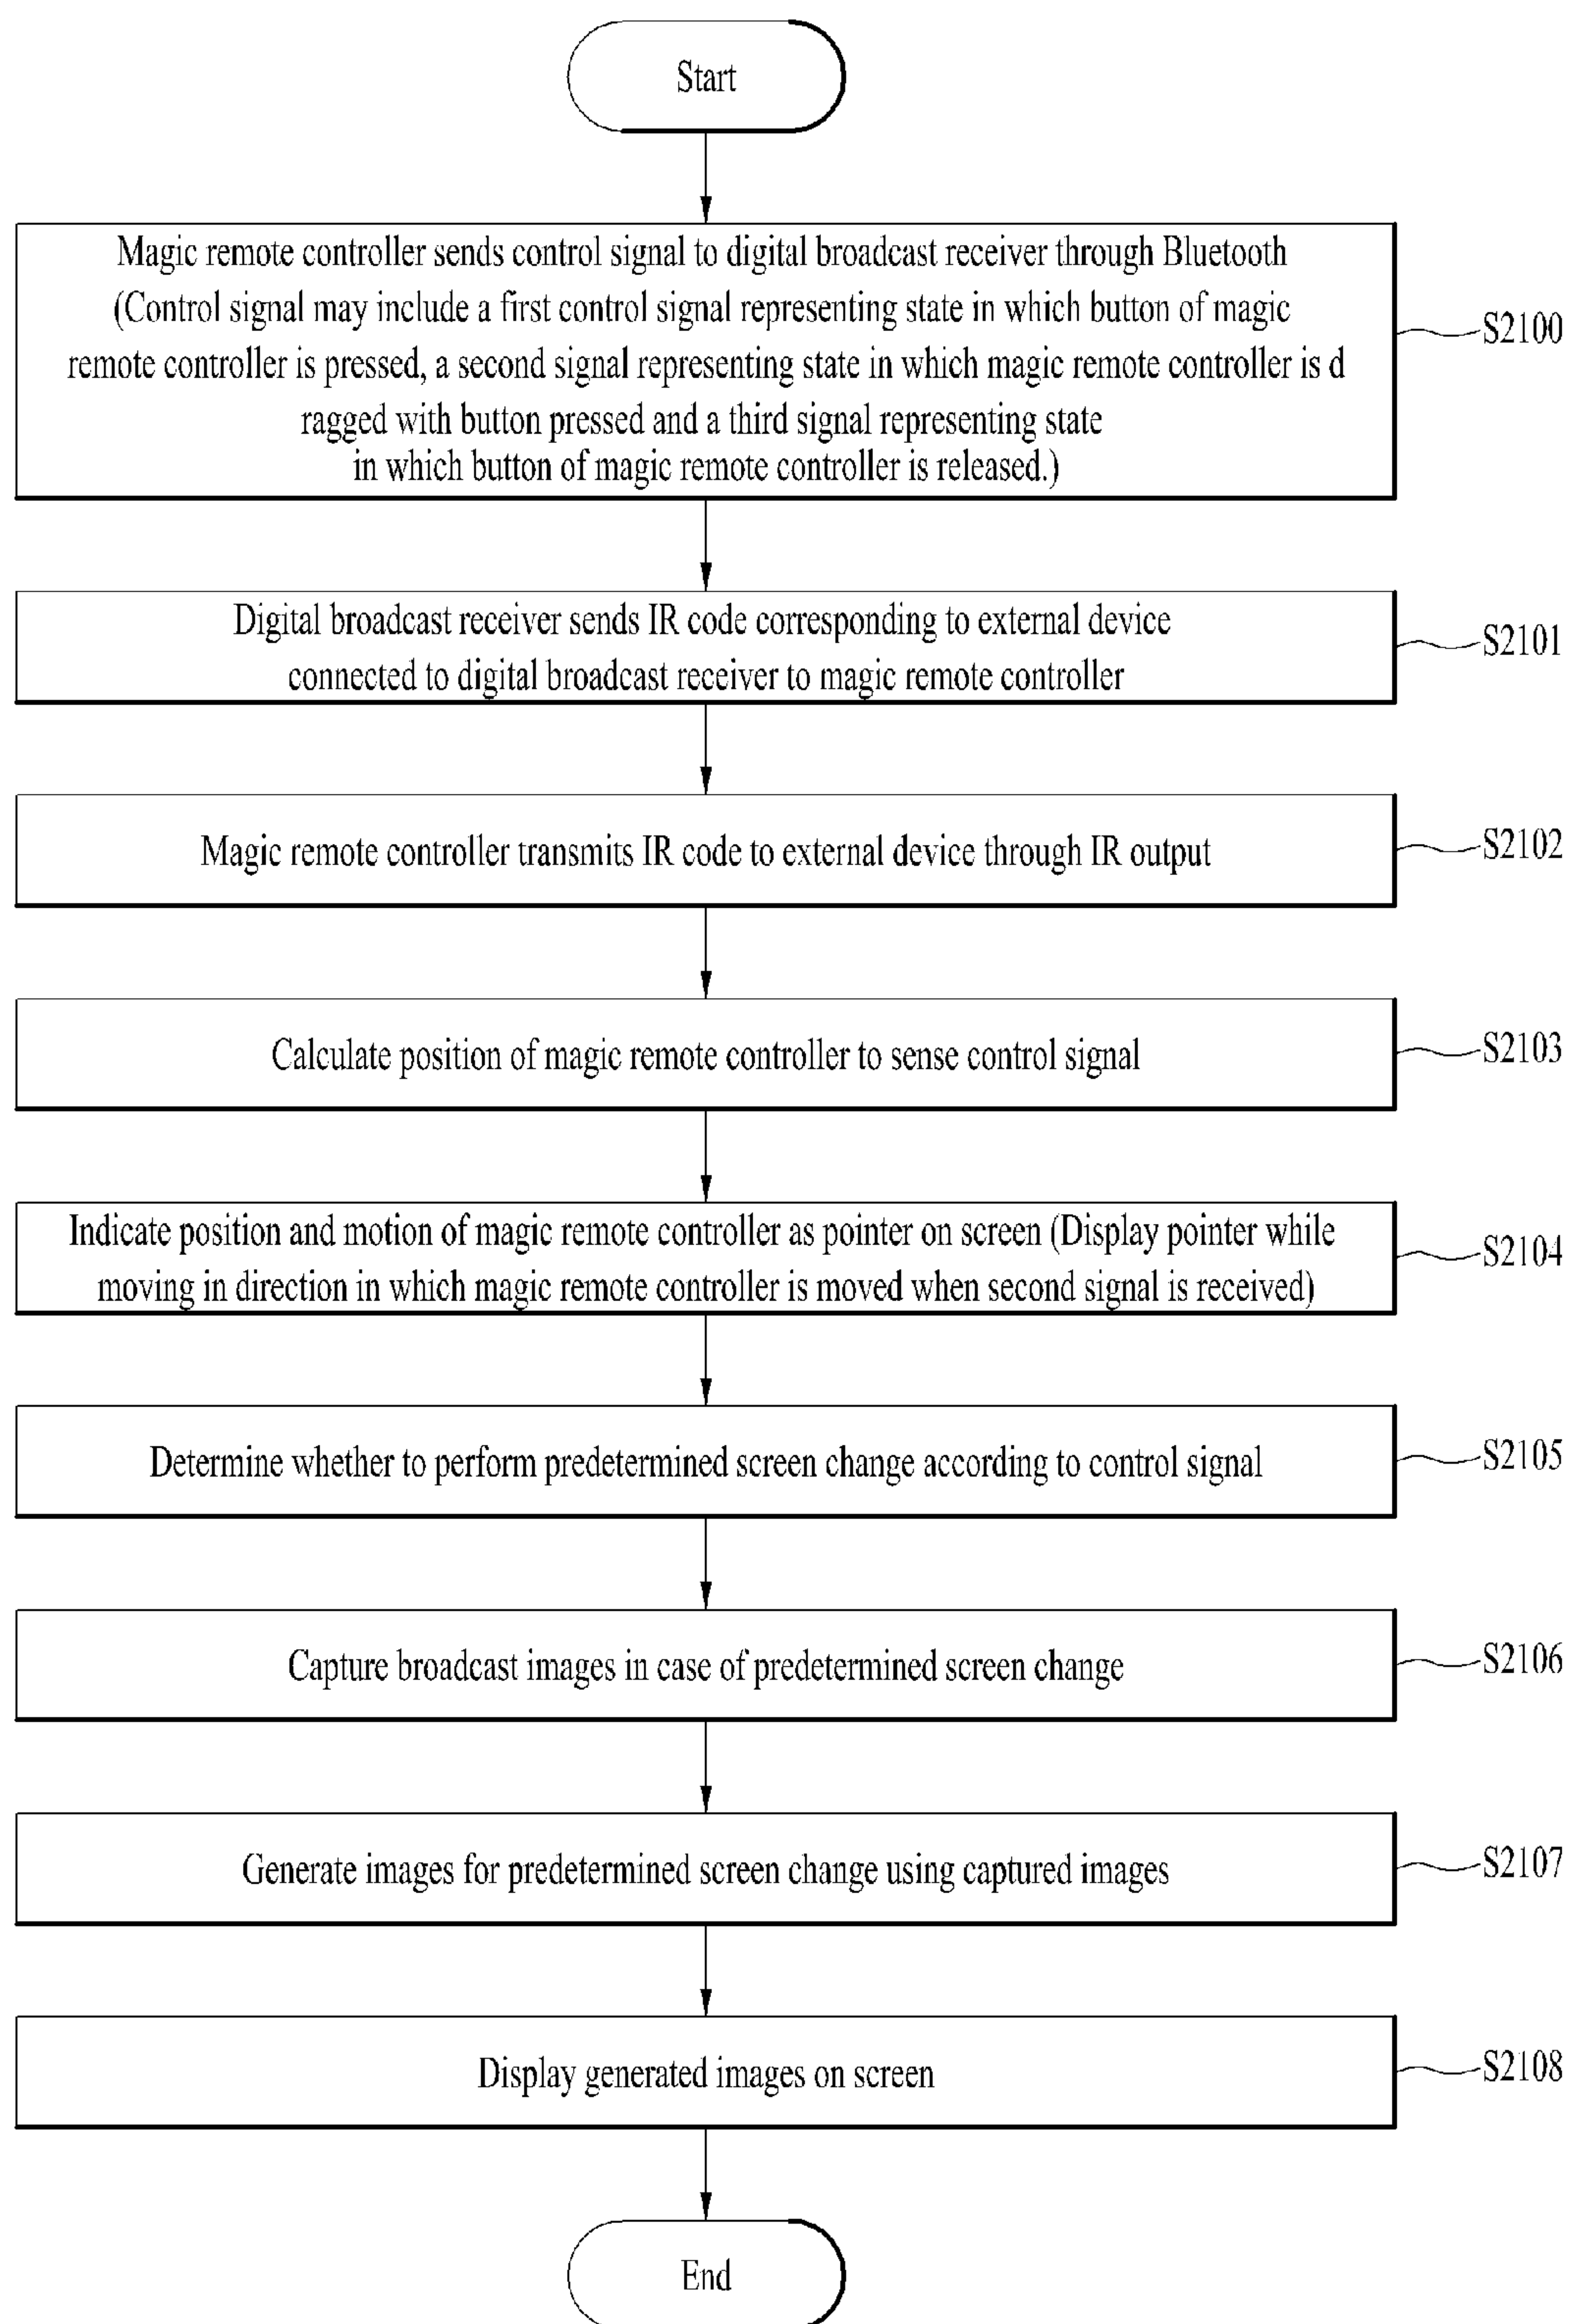 Start
Magic remote controller sends control signal to digital broadcast receiver through Bluetooth
(Control signal may include a first control signal representing state in which button of magic
remote controller is pressed, a second signal representing state in which magic remote controller is d
ragged with button pressed and a third signal representing state
in which button of magic remote controller is released.)
S2100
Digital broadcast receiver sends IR code corresponding to external device
connected to digital broadcast receiver to magic remote controller
S2101
Magic remote controller transmits IR code to external device through IR output
S2102
Calculate position of magic remote controller to sense control signal
S2103
Indicate position and motion of magic remote controller as pointer on screen (Display pointer while
moving in direction in which magic remote controller is moved when second signal is received)
S2104
Determine whether to perform predetermined screen change according to control signal
S2105
Capture broadcast images in case of predetermined screen change
S2106
Generate images for predetermined screen change using captured images
S2107
Display generated images on screen
S2108
End